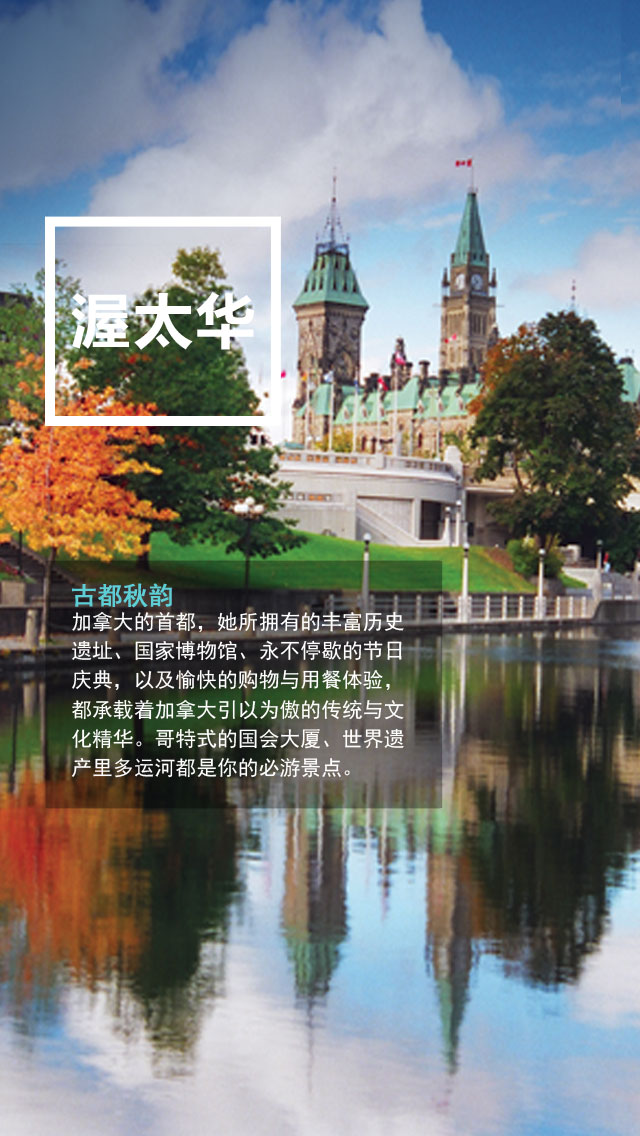 渥太华
古都秋韵
加拿大的首都，她所拥有的丰富历史
遗址、国家博物馆、永不停歇的节日
庆典，以及愉快的购物与用餐体验，
都承载着加拿大引以为傲的传统与文
化精华。哥特式的国会大厦、世界遗
产里多运河都是你的必游景点。